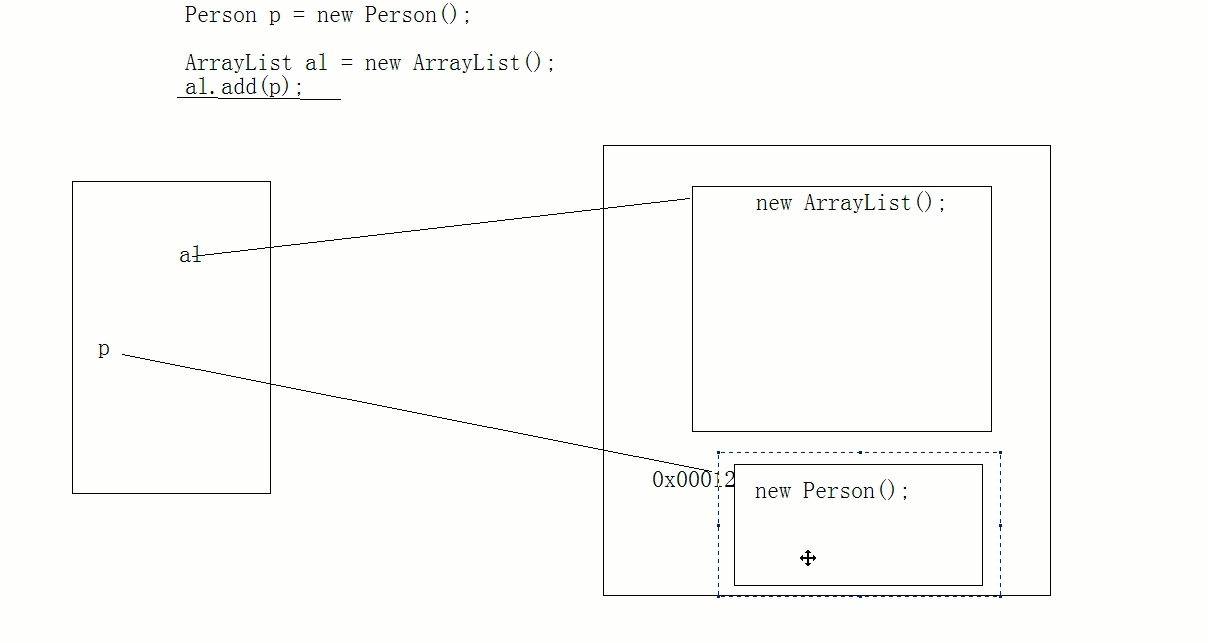 Person p = new Person();
ArrayList al = new ArrayList();
al.add(p);
new ArrayList();
al
p
0x00012
new Person();